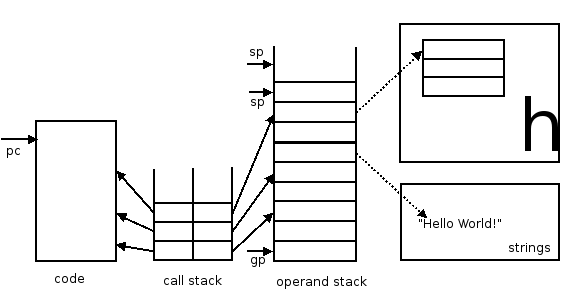 sp
sp
h
pc
"Hello World!"
strings
gp
code
call stack
operand stack